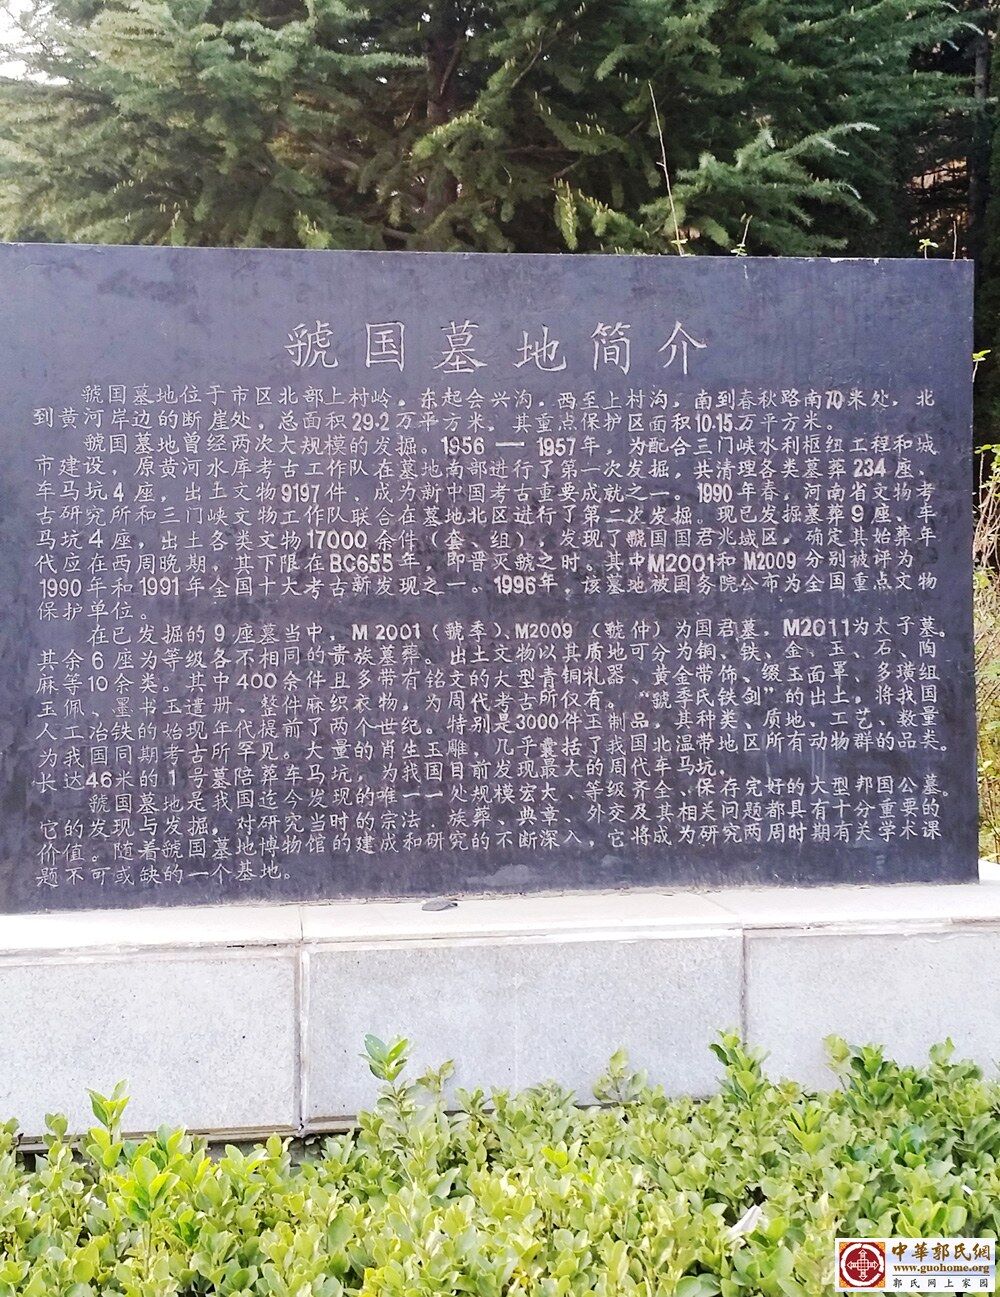 虢国墓地简介
虢国墓地位于市区北部上村岭。东起会兴沟，西至上村沟，南到春秋路南70米处，北
到黄河岸边的断崖处，总面积29.2万平方米，其重点保护区面积10.15万平方米。
虢国墓地曾经两次大规模的发掘。1956—1957年，为配合三门峡水利枢纽工程和城
市建设，原黄河水库考古工作队在墓地南部进行了第一次发掘，共清理各类墓葬234座、
车马坑4座，出土文物9197件、成为新中国考古重要成就之一。1990年春，河南省文物考
古研究所和三门峡文物工作队联合在墓地北区进行了第二次发掘。现已发掘墓葬9座、车
马坑4座，出土各类文物17000余件（套、组），发现了虢国国君兆域区，确定其始葬年
代应在西周晚期，其下限在BC655年，即晋灭虢之时。其中M2001和M2009分别被评为
1990年和1991年全国十大考古新发现之一。1996年，该墓地被国务院公布为全国重点文物
保护单位。
在已发掘的9座墓当中，M2001（虢季）、M2009（虢仲）为国君墓，M2011为太子墓。
其余6座为等级各不相同的贵族墓葬。出土文物以其质地可分为铜、铁、金、玉、石、陶
麻等10余类。其中400余件且多带有铭文的大型青铜礼器、黄金带饰、缀玉面罩、多璜组
玉佩、墨书玉遣册、整件麻织衣物，为周代考古所仅有。“虢季氏铁剑”的出土，将我国
人工冶铁的始现年代提前了两个世纪。特别是3000件玉制品，其种类、质地、工艺、数量
为我国同期考古所罕见。大量的肖生玉雕，几乎囊括了我国北温带地区所有动物群的品类。
长达46米的1号墓陪葬车马坑，为我国目前发现最大的周代车马坑，
虢国墓地是我国迄今发现的唯一一处规模宏大、等级齐全、保存完好的大型邦国公墓。
它的发现与发掘，对研究当时的宗法、族葬、典章、外交及其相关问题都具有十分重要的
价值。随着虢国墓地博物馆的建成和研究的不断深入，它将成为研究两周时期有关学术课
题不可或缺的一个基地。
中華郭氏網
www.guohome.org
郭氏网上家园